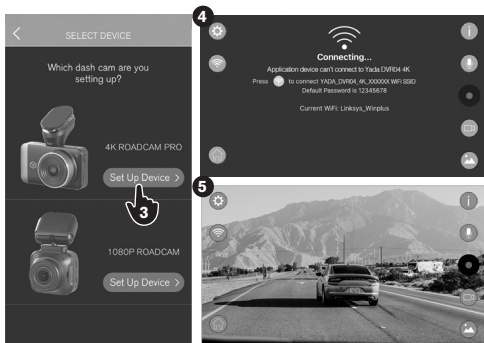 SELECT DEVICE
Which dash cam are you
setting up?
4K ROADCAM PRO
Set Up Device >
3
1080P ROADCAM
Set Up Device >
4
Connecting...
Application device can't connect to Yada DVR04 4K
Press to connect YADA_DVR04_4K_XXXXXX WiFi SSID
Default Password is 12345678
Current WiFi: Linksys_Winplus
5